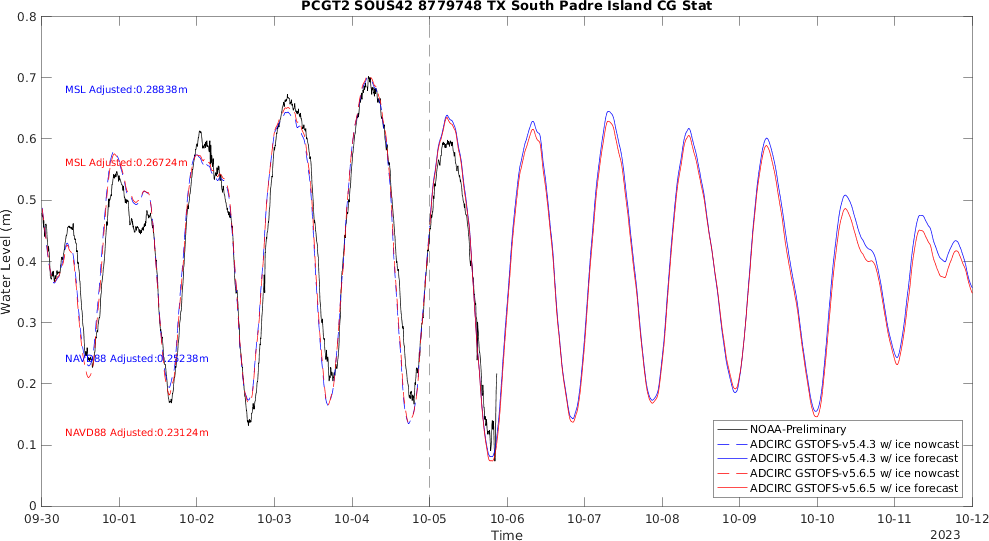 PCGT2 SOUS42 8779748 TX South Padre Island CG Stat
0.8
0.7
0.6
0.5
0.4
0.3
0.2
0.1
0
Water Level (m)
MSL Adjusted:0.28838m
MSL Adjusted:0.26724m
NAVD88 Adjusted:0.25238m
NAVD88 Adjusted:0.23124m
NOAA-Preliminary
ADCIRC GSTOFS-v5.4.3 w/ ice nowcast
ADCIRC GSTOFS-v5.4.3 w/ ice forecast
ADCIRC GSTOFS-v5.6.5 w/ ice nowcast
ADCIRC GSTOFS-v5.6.5 w/ ice forecast
09-30 10-01 10-02 10-03 10-04 10-05 10-06 10-07 10-08 10-09 10-10 10-11 10-12
Time
2023